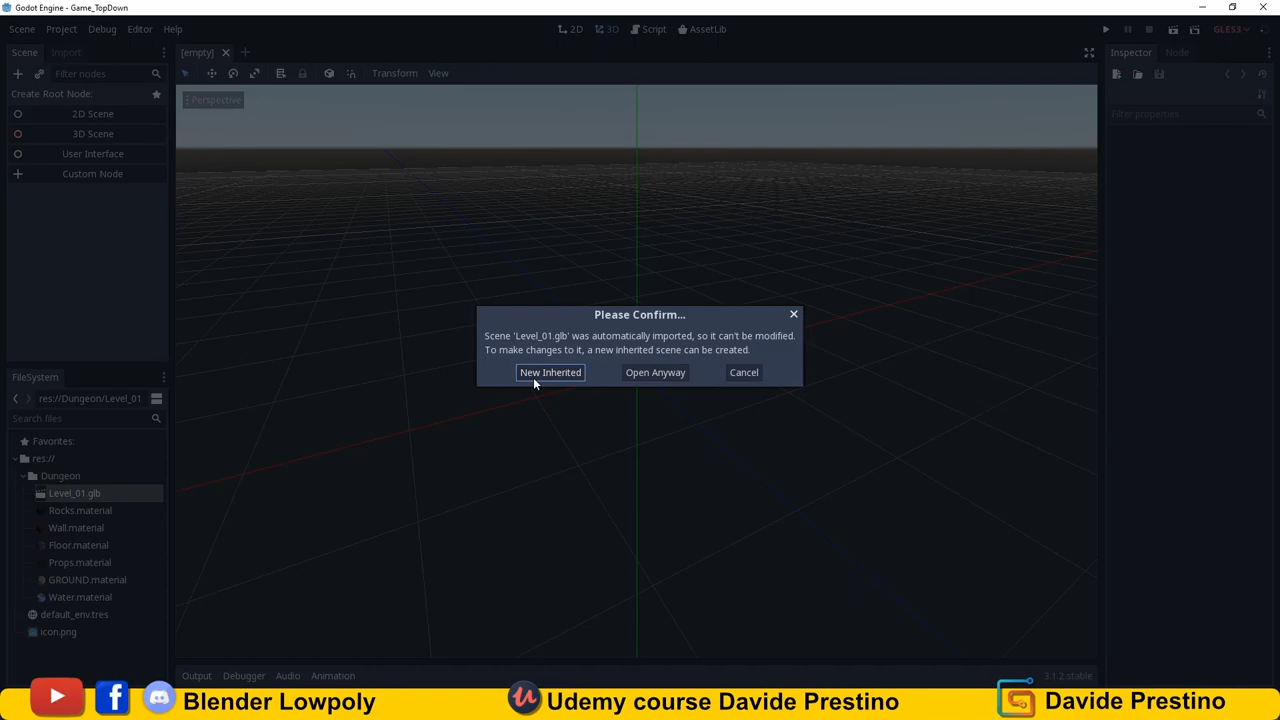 Godot Engine - Game_TopDown
Scene Project Debug Editor Help
2D 3D Script AssetLib
GLES3
Scene Import
[empty]
Inspector Node
Filter nodes
Transform View
Create Root Node:
Perspective
2D Scene
Filter properties
3D Scene
User Interface
Custom Node
Please Confirm...
Scene 'Level_01.glb' was automatically imported, so it can't be modified.
To make changes to it, a new inherited scene can be created.
New Inherited Open Anyway Cancel
FileSystem
res://Dungeon/Level_01
Search files
Favorites:
res://
Dungeon
Level_01.glb
Rocks.material
Wall.material
Floor.material
Props.material
GROUND.material
Water.material
default_env.tres
icon.png
Output Debugger Audio Animation
3.1.2.stable
Blender Lowpoly
Udemy course Davide Prestino
Davide Prestino